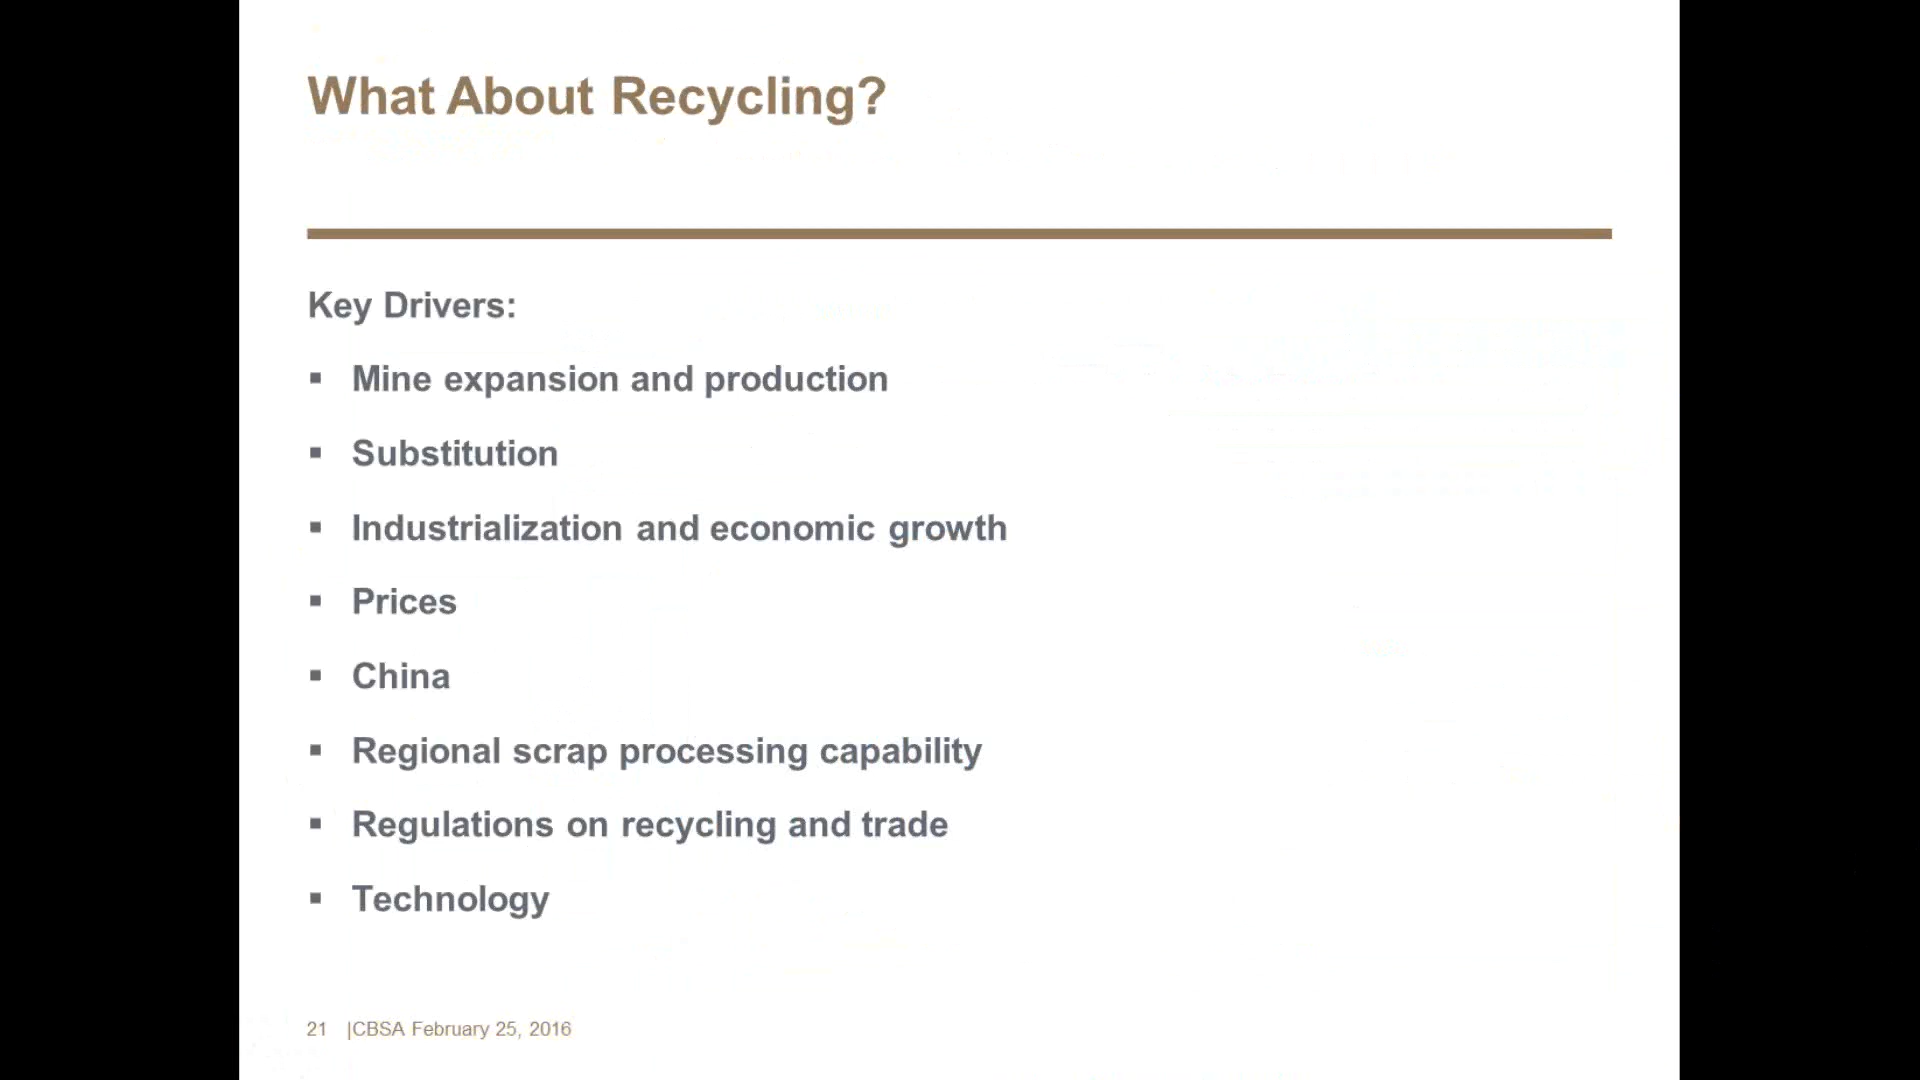 What About Recycling?
Key Drivers:
▪ Mine expansion and production
▪ Substitution
▪ Industrialization and economic growth
▪ Prices
▪ China
▪ Regional scrap processing capability
▪ Regulations on recycling and trade
▪ Technology
21 |CBSA February 25, 2016